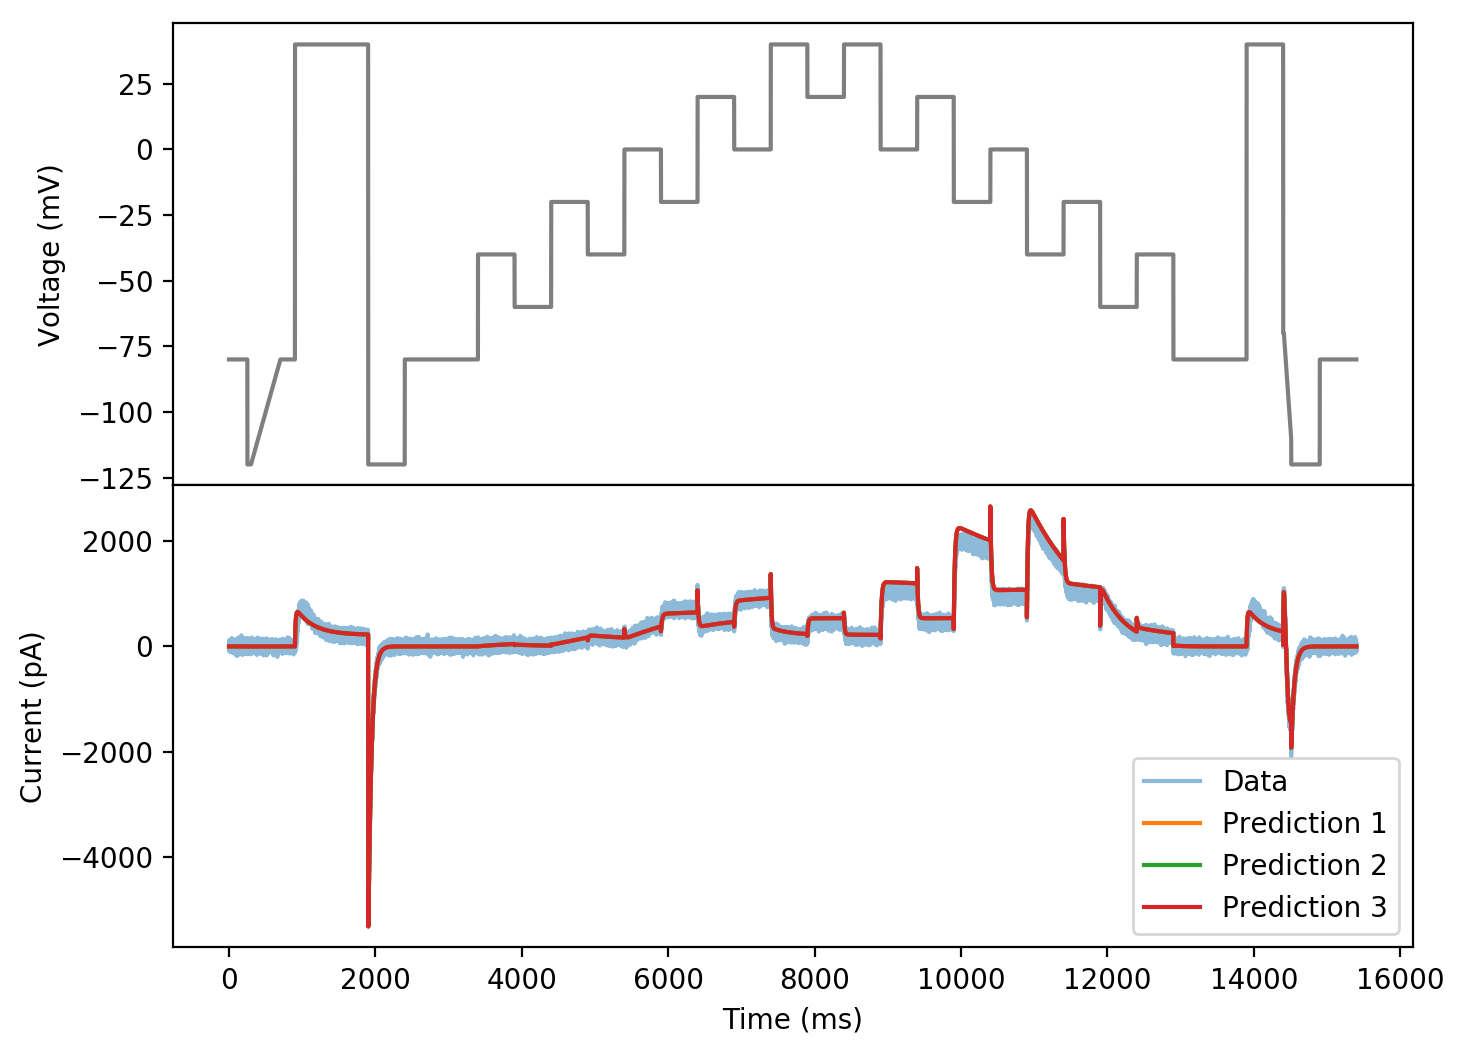 Voltage (mV)
25
0
−25
−50
−75
−100
−125
Current (pA)
2000
0
−2000
−4000
Data
Prediction 1
Prediction 2
Prediction 3
0 2000 4000 6000 8000 10000 12000 14000 16000
Time (ms)